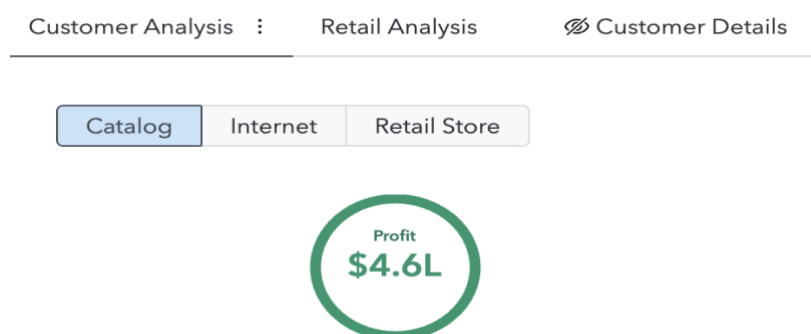 Customer Analysis Retail Analysis Customer Details
Catalog Internet Retail Store
Profit
$4.6L